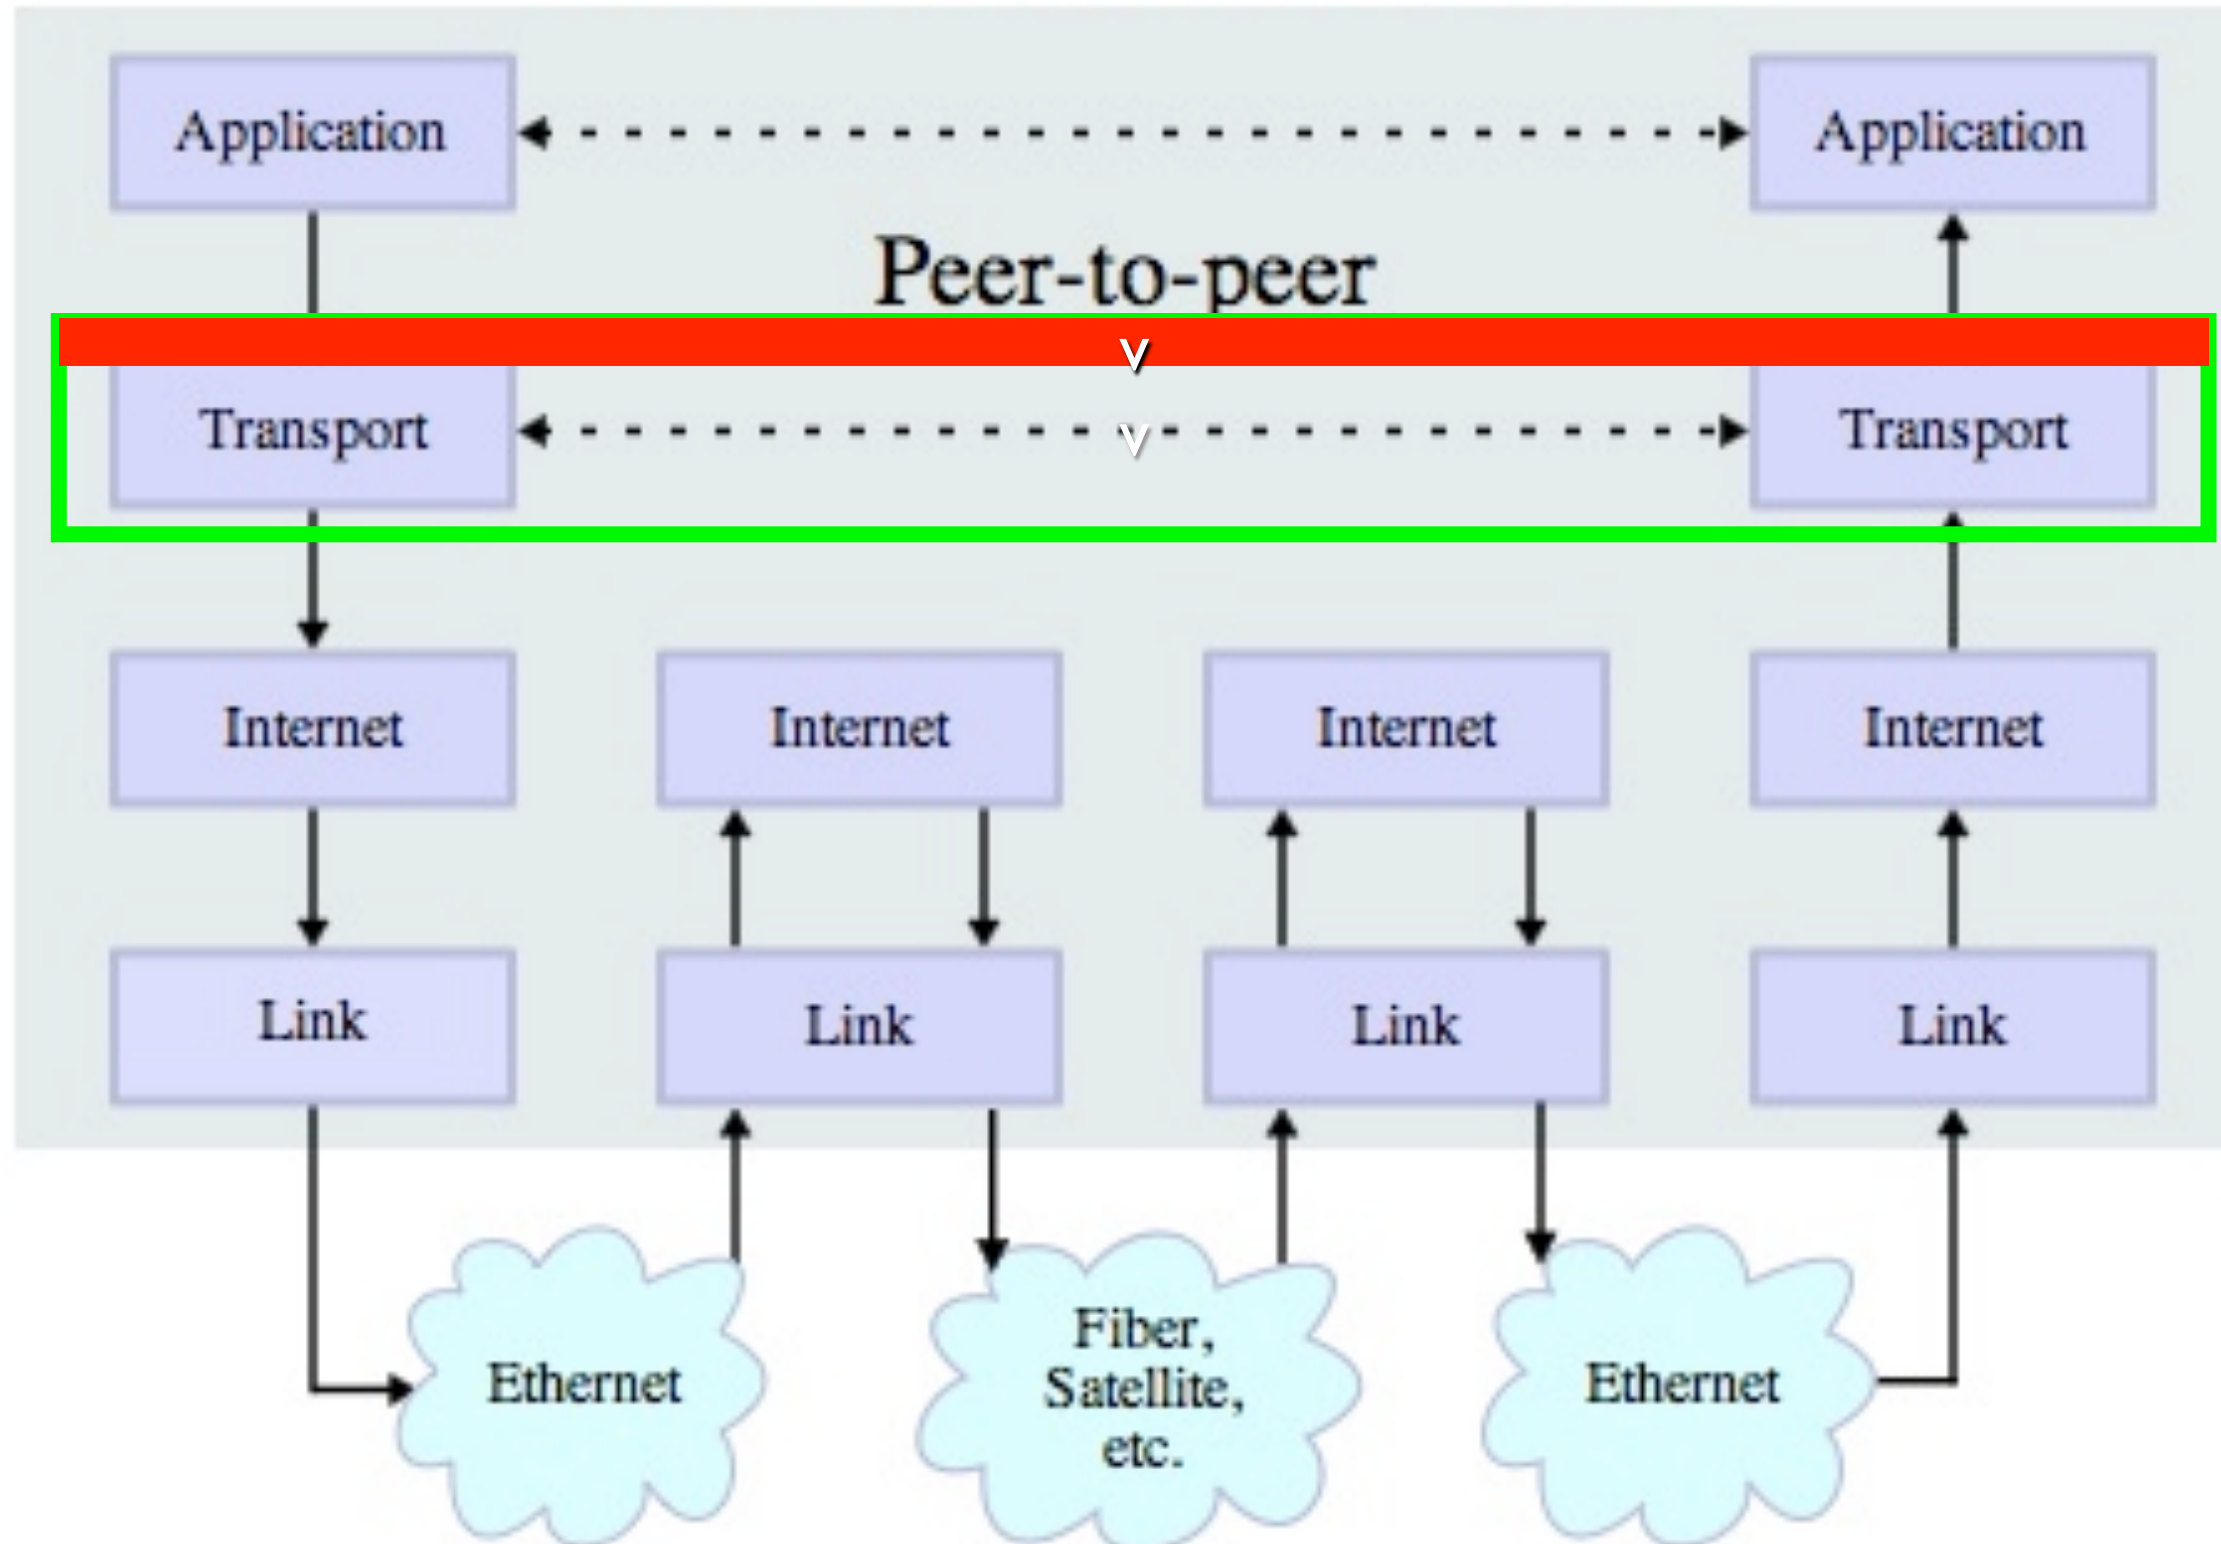 Application
Application
Peer-to-peer
v
Transport
v
Transport
Internet
Internet
Internet
Internet
Link
Link
Link
Link
Ethernet
Fiber,
Satellite,
etc.
Ethernet